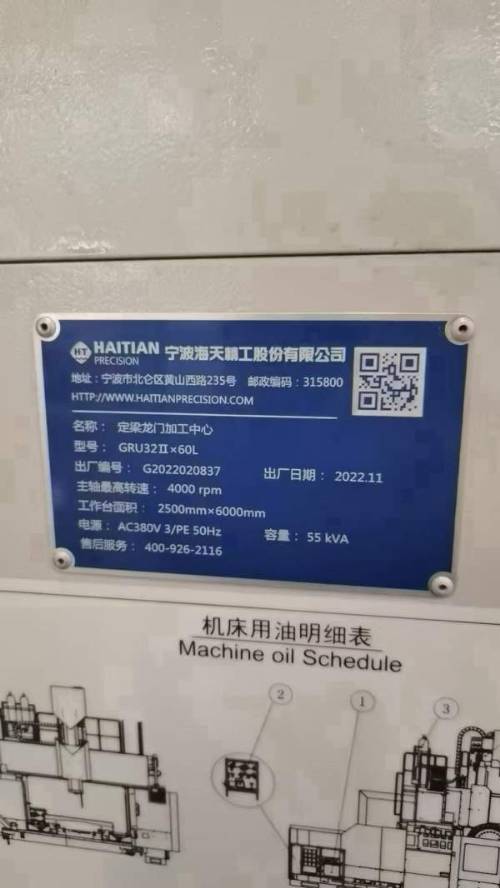 HT HAITIAN PRECISION 宁波海天精工股份有限公司
地址：宁波市北仑区黄山西路235号 邮政编码：315800
HTTP://WWW.HAITIANPRECISION.COM
名称： 定梁龙门加工中心
型号： GRU32Ⅱ×60L
出厂编号： G2022020837 出厂日期： 2022.11
主轴最高转速： 4000 rpm
工作台面积： 2500mm×6000mm
电源： AC380V 3/PE 50Hz 容量： 55 kVA
售后服务： 400-926-2116
机床用油明细表
Machine oil Schedule
2 1 3